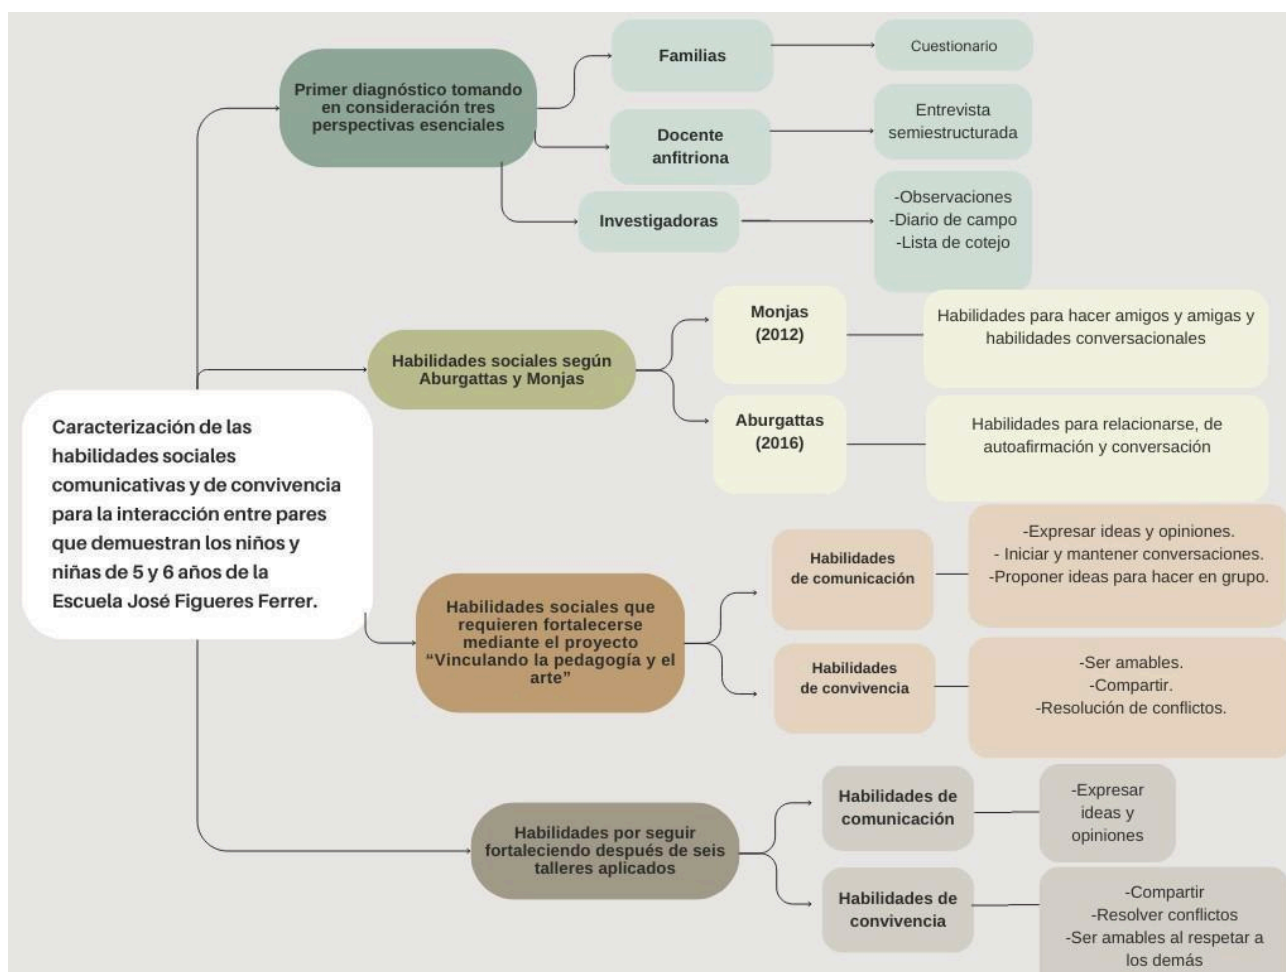 Caracterización de las
habilidades sociales
comunicativas y de convivencia
para la interacción entre pares
que demuestran los niños y
niñas de 5 y 6 años de la
Escuela José Figueres Ferrer.
Primer diagnóstico tomando
en consideración tres
perspectivas esenciales
Familias
Cuestionario
Docente
anfitriona
Entrevista
semiestructurada
Investigadoras
-Observaciones
-Diario de campo
-Lista de cotejo
Habilidades sociales según
Aburgattas y Monjas
Monjas
(2012)
Habilidades para hacer amigos y amigas y
habilidades conversacionales
Aburgattas
(2016)
Habilidades para relacionarse, de
autoafirmación y conversación
Habilidades sociales que
requieren fortalecerse
mediante el proyecto
“Vinculando la pedagogía y el
arte”
Habilidades
de comunicación
-Expresar ideas y opiniones.
- Iniciar y mantener conversaciones.
-Proponer ideas para hacer en grupo.
Habilidades
de convivencia
-Ser amables.
-Compartir.
-Resolución de conflictos.
Habilidades por seguir
fortaleciendo después de seis
talleres aplicados
Habilidades de
comunicación
-Expresar
ideas y
opiniones
Habilidades de
convivencia
-Compartir
-Resolver conflictos
-Ser amables al respetar a
los demás